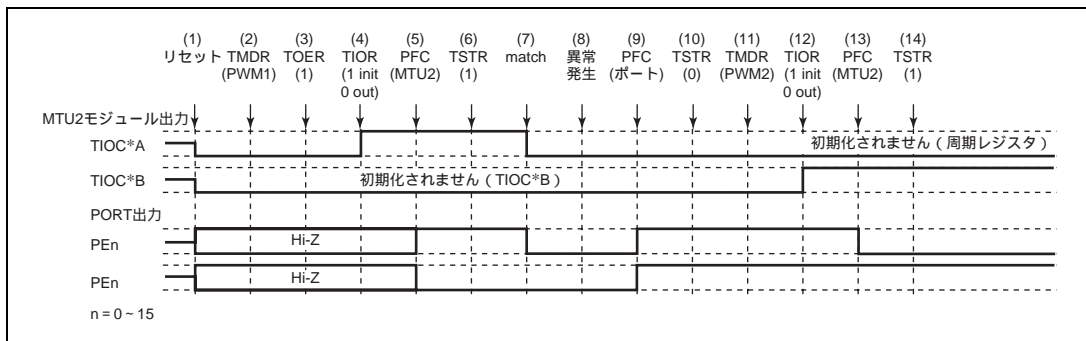 (1) (2) (3) (4) (5) (6) (7) (8) (9) (10) (11) (12) (13) (14)
リセット TMDR TOER TIOR PFC TSTR match 異常 PFC TSTR TMDR TIOR PFC TSTR
(PWM1) (1) (1 init (MTU2) (1) 発生 (ポート) (0) (PWM2) (1 init (MTU2) (1)
0 out) 0 out)
MTU2モジュール出力
TIOC*A 初期化されません(周期レジスタ)
TIOC*B 初期化されません(TIOC*B)
PORT出力
PEn Hi-Z
PEn Hi-Z
n = 0 ~ 15